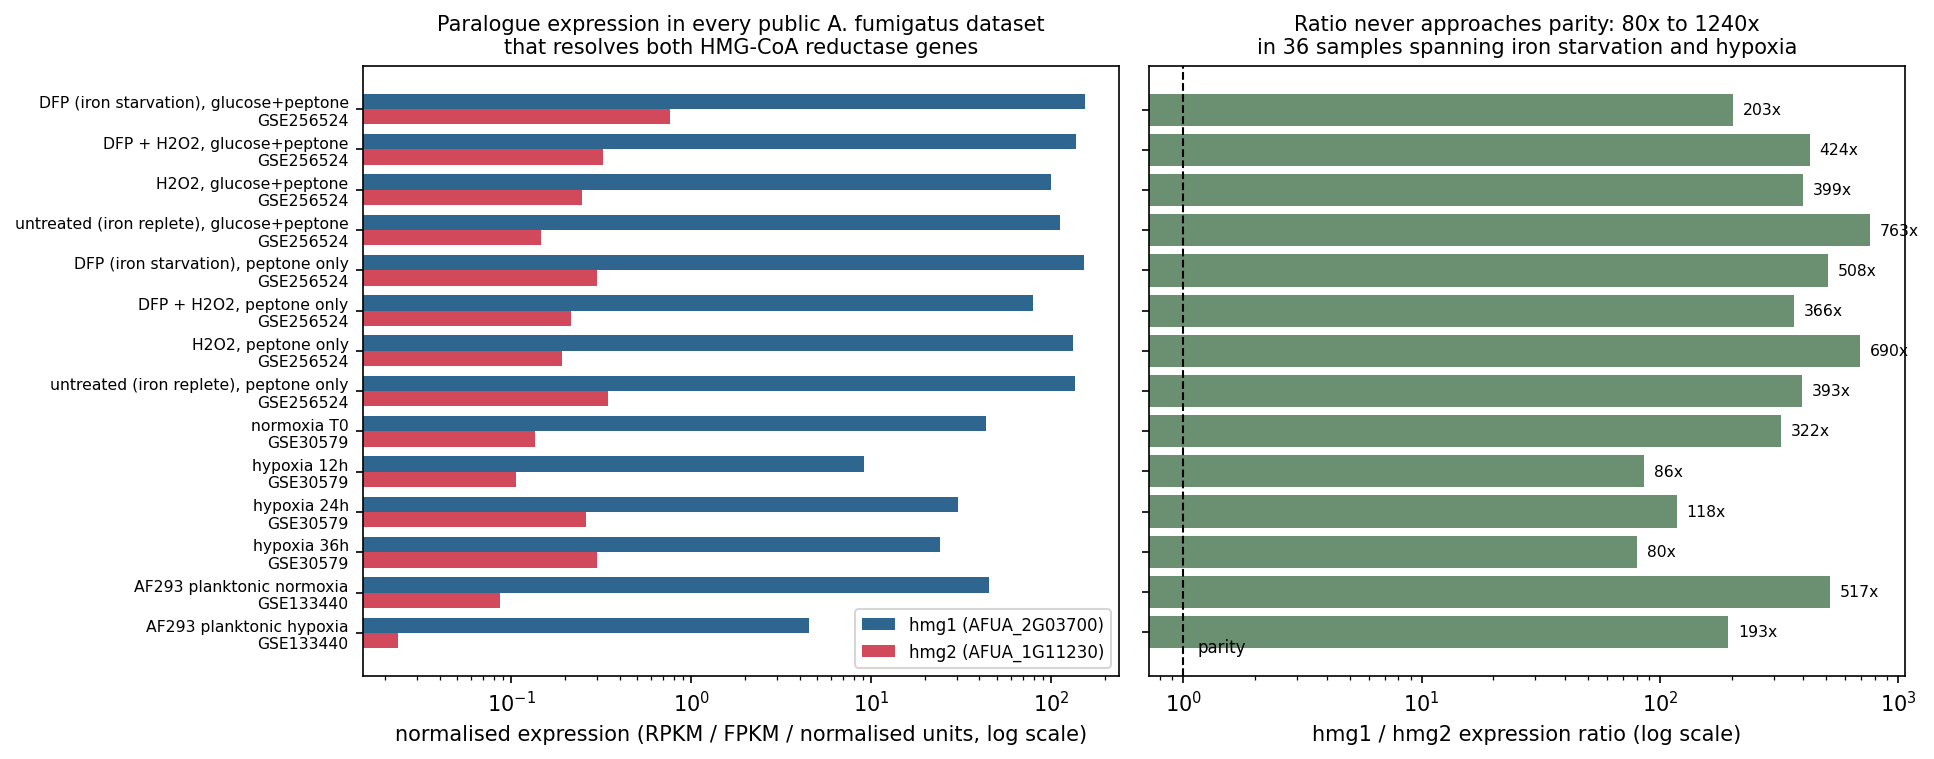 Paralogue expression in every public A. fumigatus dataset
that resolves both HMG-CoA reductase genes
DFP (iron starvation), glucose+peptone
GSE256524
DFP + H2O2, glucose+peptone
GSE256524
H2O2, glucose+peptone
GSE256524
untreated (iron replete), glucose+peptone
GSE256524
DFP (iron starvation), peptone only
GSE256524
DFP + H2O2, peptone only
GSE256524
H2O2, peptone only
GSE256524
untreated (iron replete), peptone only
GSE256524
normoxia T0
GSE30579
hypoxia 12h
GSE30579
hypoxia 24h
GSE30579
hypoxia 36h
GSE30579
AF293 planktonic normoxia
GSE133440
AF293 planktonic hypoxia
GSE133440
hmg1 (AFUA_2G03700)
hmg2 (AFUA_1G11230)
10⁻¹ 10⁰ 10¹ 10²
normalised expression (RPKM / FPKM / normalised units, log scale)
Ratio never approaches parity: 80x to 1240x
in 36 samples spanning iron starvation and hypoxia
203x
424x
399x
763x
508x
366x
690x
393x
322x
86x
118x
80x
517x
193x
parity
10⁰ 10¹ 10² 10³
hmg1 / hmg2 expression ratio (log scale)